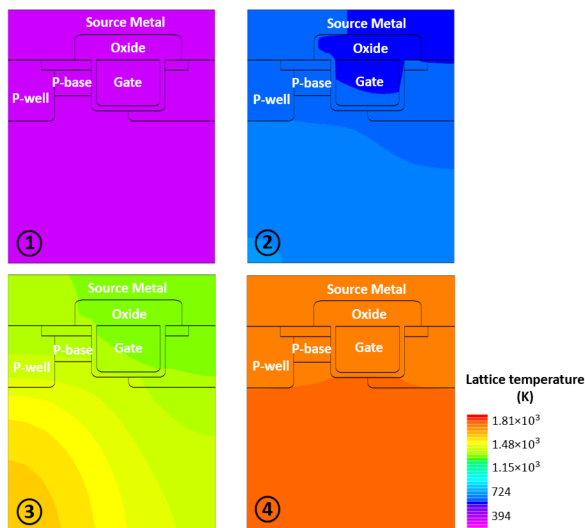 Source Metal
Oxide
P-base
Gate
P-well
①
Source Metal
Oxide
P-base
Gate
P-well
②
Source Metal
Oxide
P-base
Gate
P-well
③
Source Metal
Oxide
P-base
Gate
P-well
④
Lattice temperature
(K)
1.81×10³
1.48×10³
1.15×10³
724
394